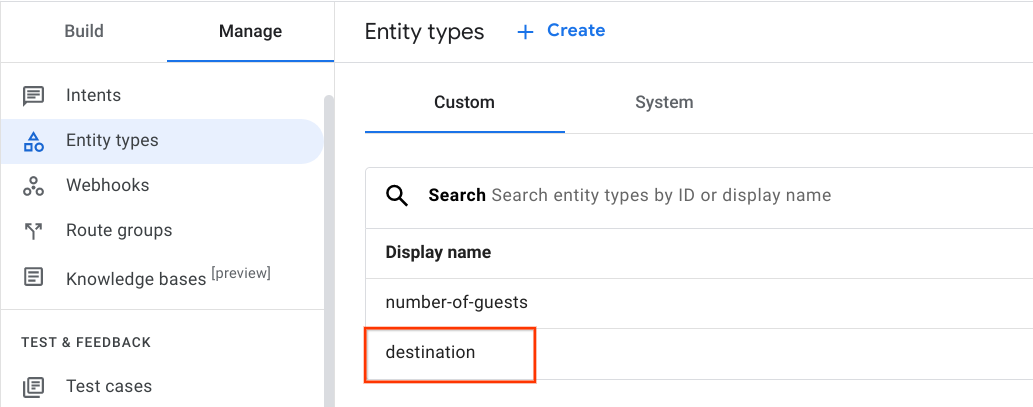 Build Manage
Intents
Entity types
Webhooks
Route groups
Knowledge bases [preview]
TEST & FEEDBACK
Test cases
Entity types + Create
Custom System
Search Search entity types by ID or display name
Display name
number-of-guests
destination